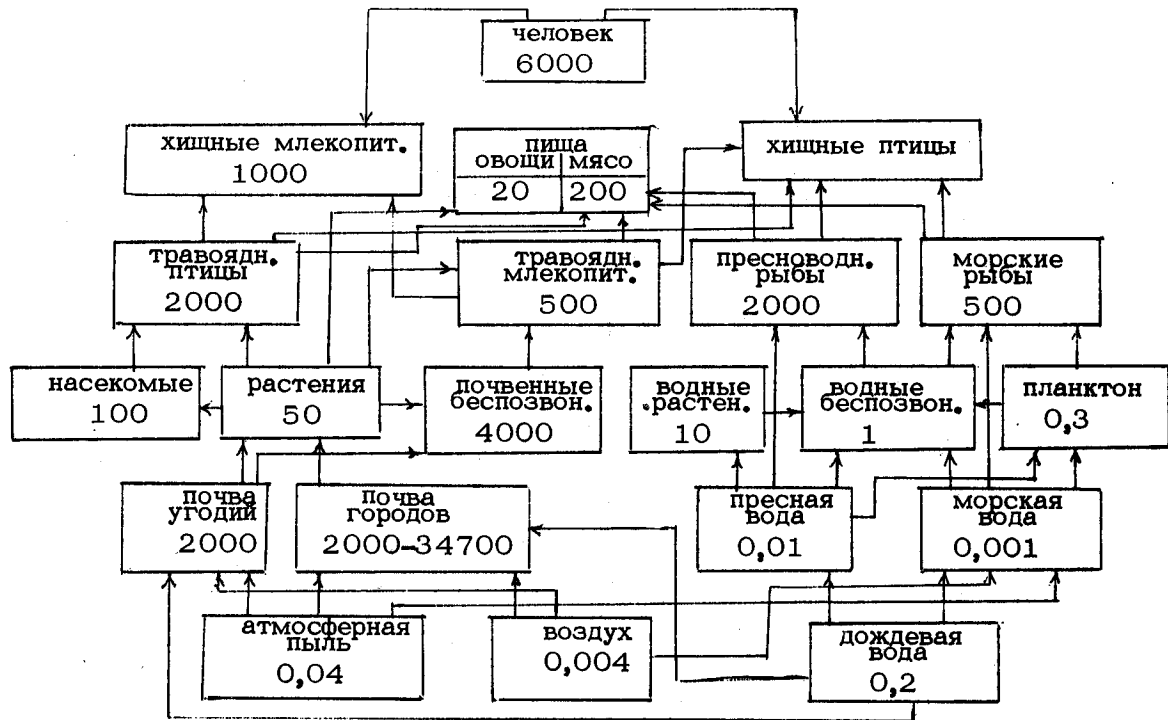 человек
6000
хищные млекопит.
1000
пища
овощи мясо
20 200
хищные птицы
травоядн.
птицы
2000
травоядн.
млекопит.
500
пресноводн.
рыбы
2000
морские
рыбы
500
насекомые
100
растения
50
почвенные
беспозвон.
4000
водные
.растен.
10
водные
беспозвон.
1
планктон
0,3
почва
угодий
2000
почва
городов
2000-34700
пресная
вода
0,01
морская
вода
0,001
атмосферная
пыль
0,04
воздух
0,004
дождевая
вода
0,2